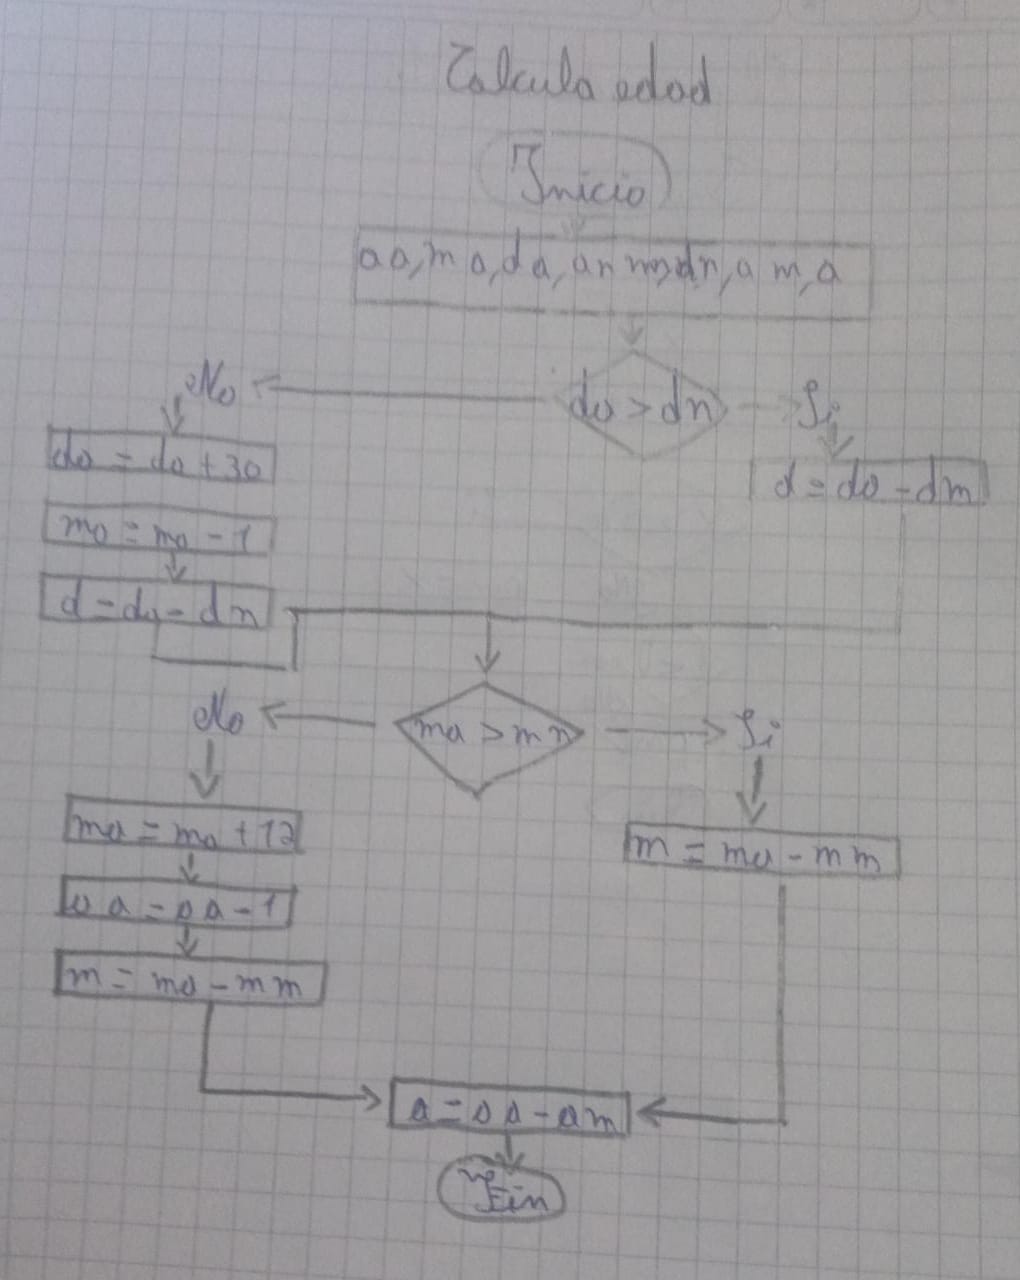 Calcula edad
Inicio
aa, ma, da, an mn, dn, a m, a
No
da > dn
Si
da = da + 30
d = da - dm
ma = ma - 1
d = da - dn
No
ma > mn
Si
ma = ma + 12
m = ma - mm
aa = aa - 1
m = ma - mm
a = aa - am
Fin